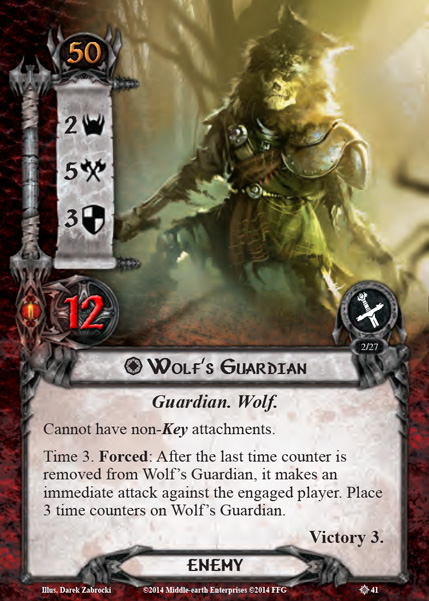 50
2
5
3
12
2/27
Wolf's Guardian
Guardian. Wolf.
Cannot have non-Key attachments.
Time 3. Forced: After the last time counter is
removed from Wolf's Guardian, it makes an
immediate attack against the engaged player. Place
3 time counters on Wolf's Guardian.
Victory 3.
ENEMY
Illus. Darek Zabrocki ©2014 Middle-earth Enterprises ©2014 FFG 41